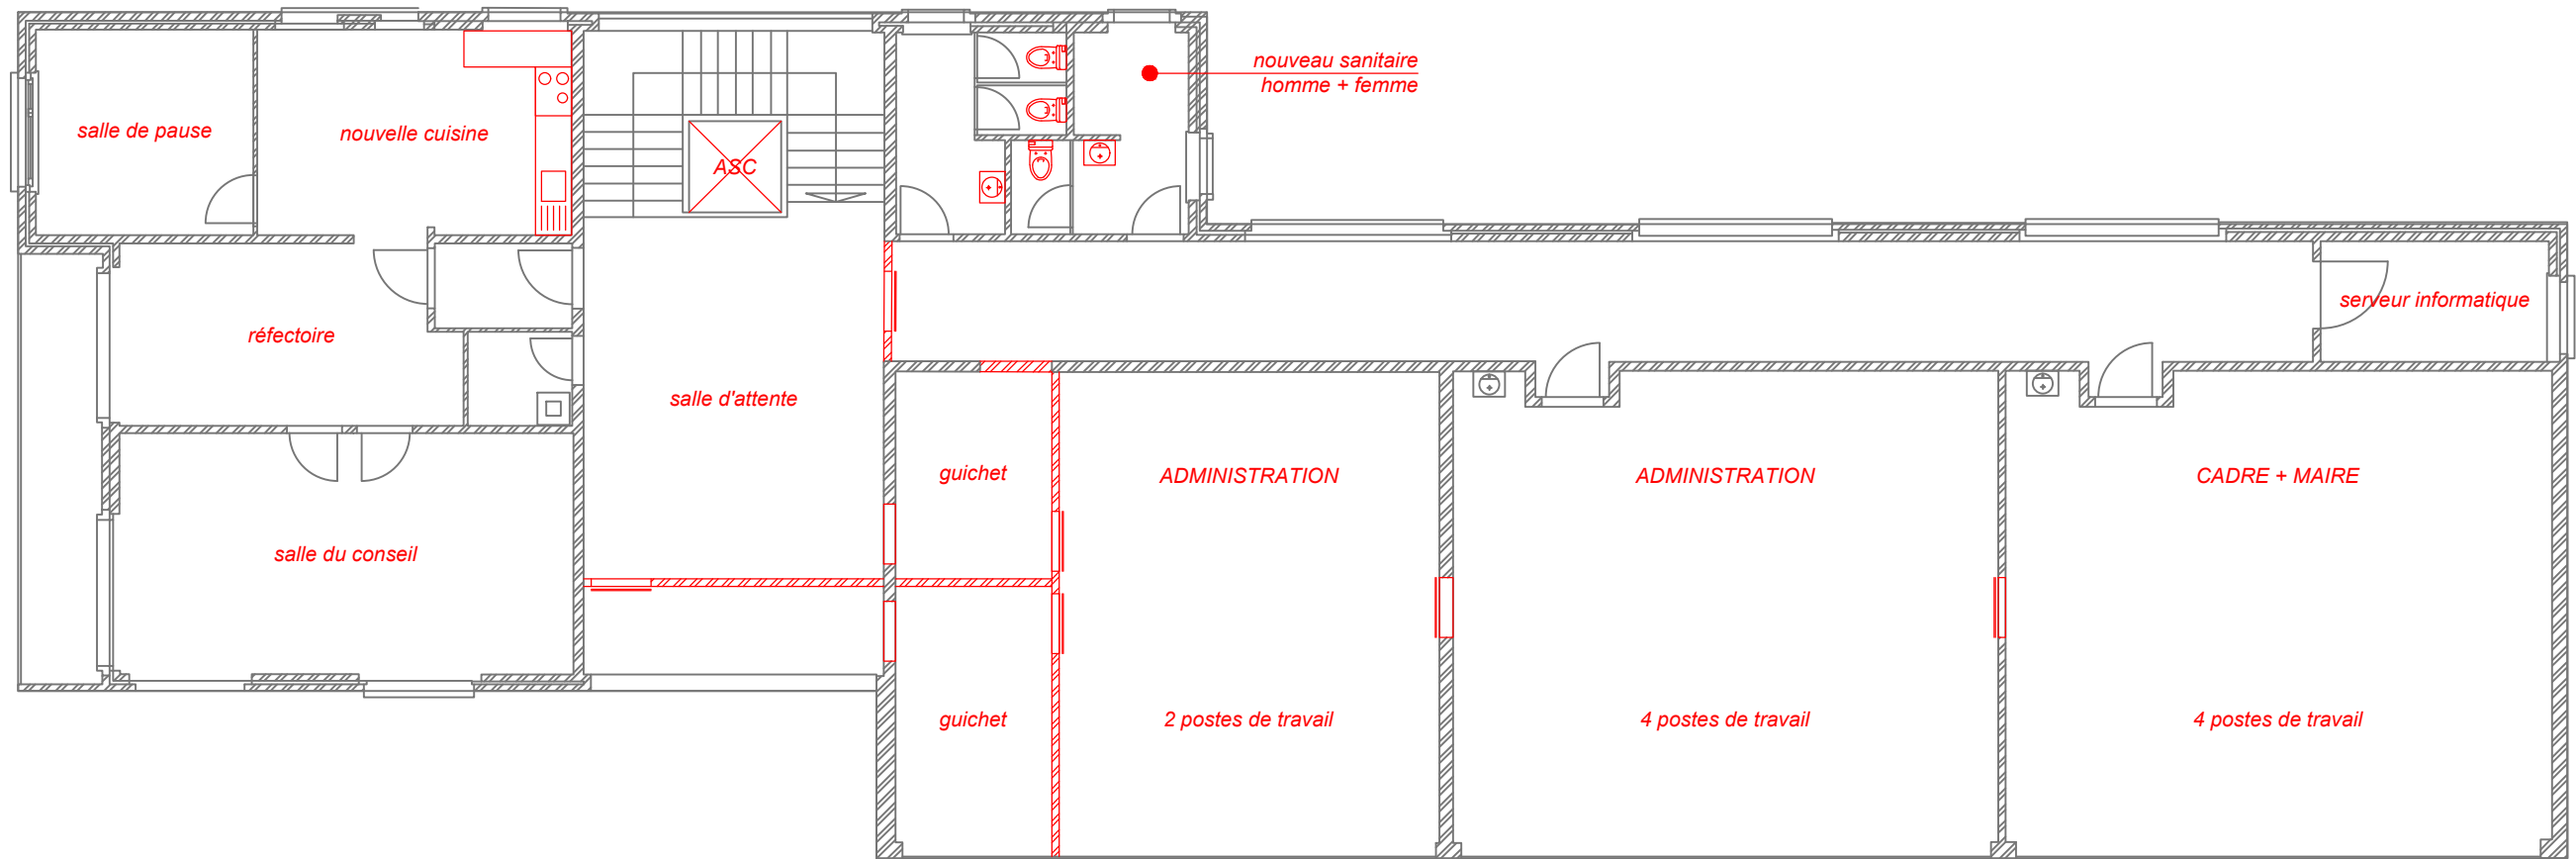 nouveau sanitaire
homme + femme
salle de pause
nouvelle cuisine
ASC
serveur informatique
réfectoire
salle d'attente
guichet
ADMINISTRATION
ADMINISTRATION
CADRE + MAIRE
salle du conseil
guichet
2 postes de travail
4 postes de travail
4 postes de travail